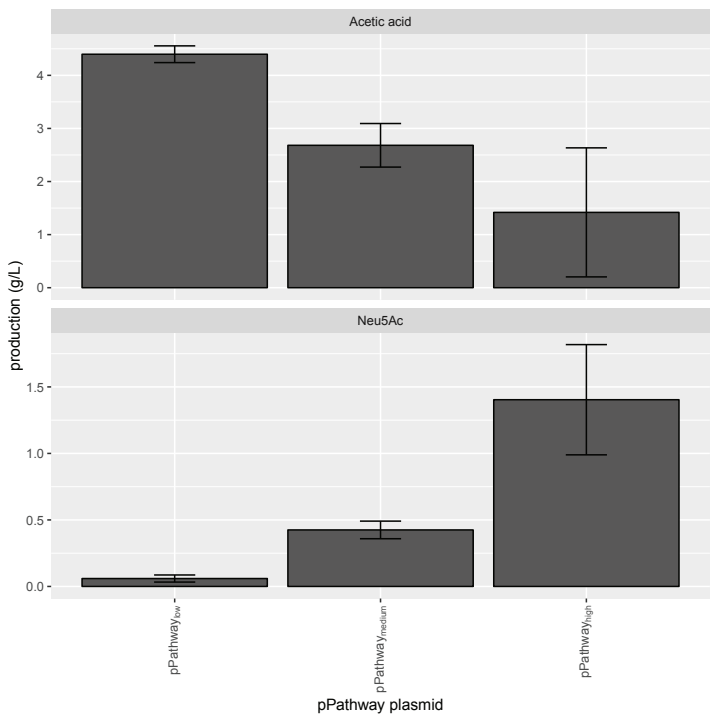 Acetic acid
4
3
2
1
0
production (g/L)
Neu5Ac
1.5
1.0
0.5
0.0
pPathwaylow
pPathwaymedium
pPathwayhigh
pPathway plasmid